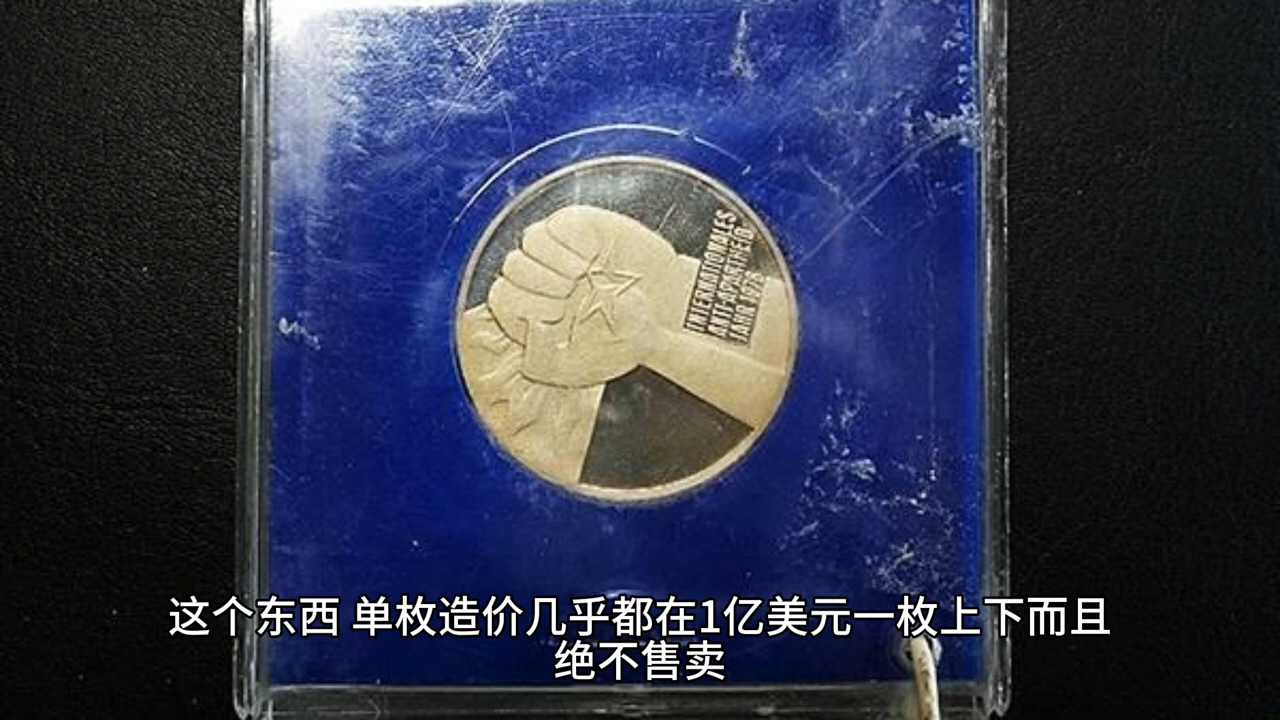 INTERNATIONALES
ANTI-APARTHEID-
JAHR 1978
这个东西 单枚造价几乎都在1亿美元一枚上下而且
绝不售卖